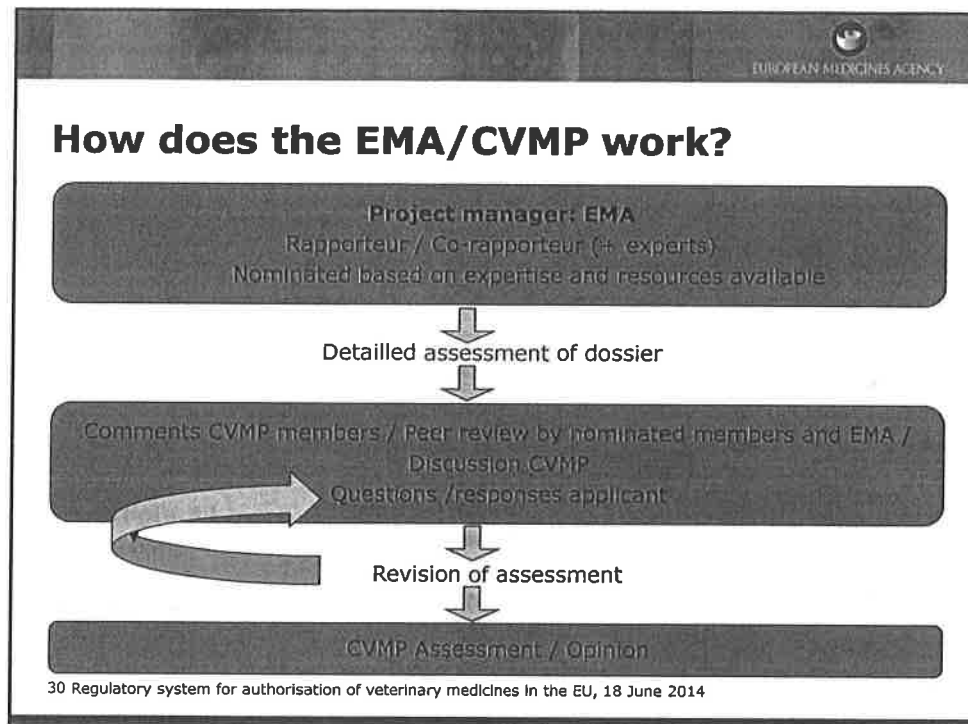 EUROPEAN MEDICINES AGENCY
How does the EMA/CVMP work?
Project manager: EMA
Rapporteur / Co-rapporteur (+ experts)
Nominated based on expertise and resources available
Detailled assessment of dossier
Comments CVMP members / Peer review by nominated members and EMA /
Discussion CVMP
Questions /responses applicant
Revision of assessment
CVMP Assessment / Opinion
30 Regulatory system for authorisation of veterinary medicines in the EU, 18 June 2014